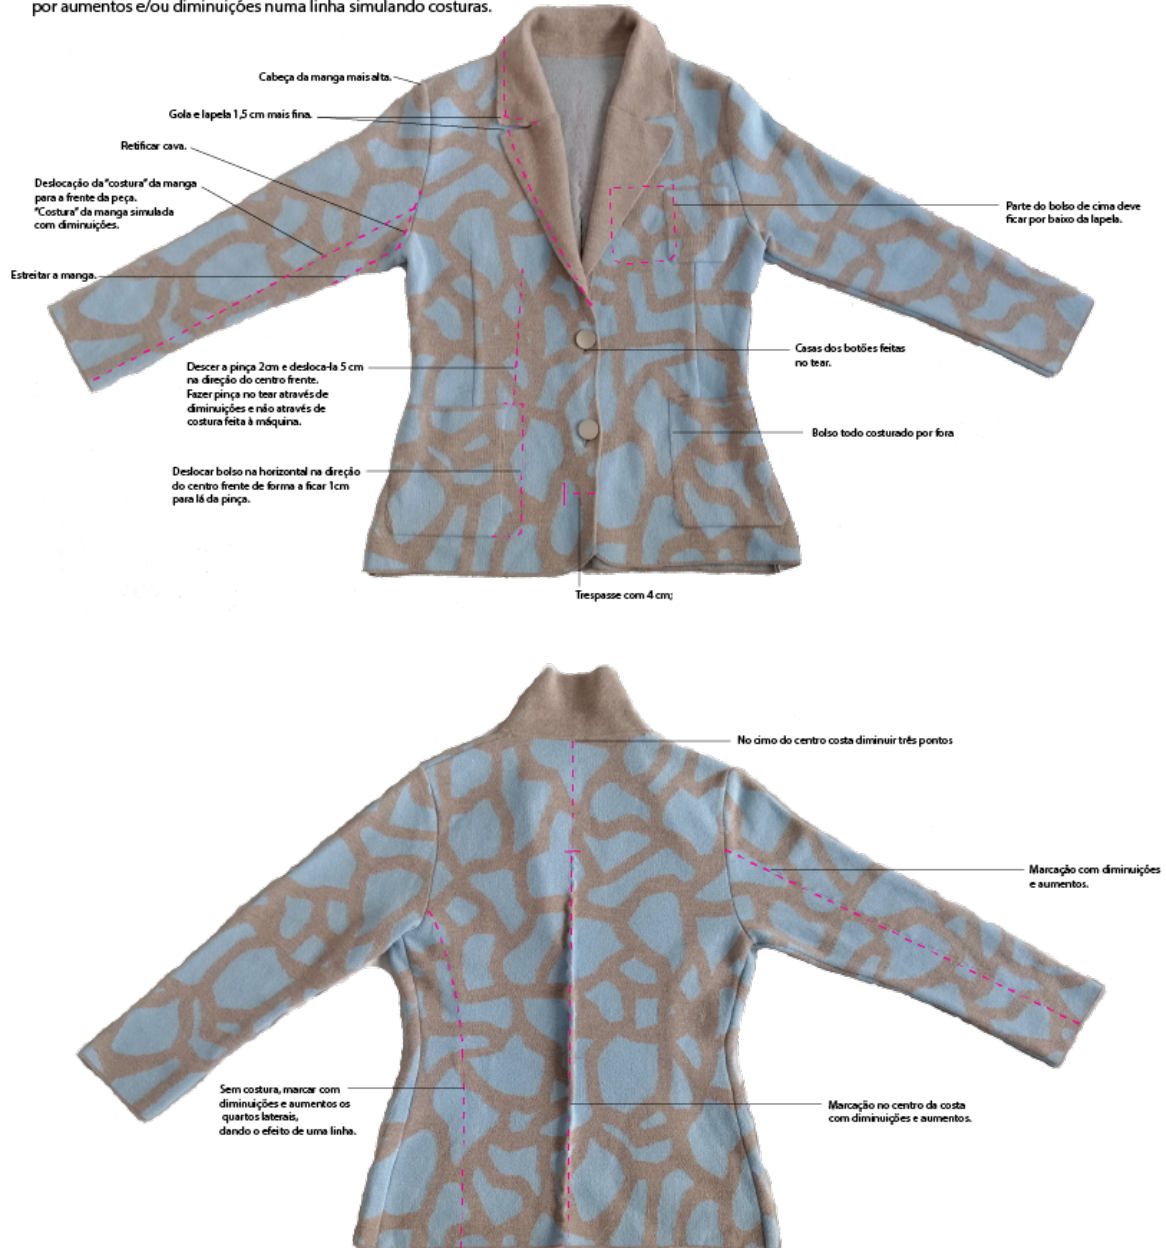 por aumentos e/ou diminuições numa linha simulando costuras.
Cabeça da manga mais alta.
Gola e lapela 1,5 cm mais fina.
Retificar cava.
Deslocação da "costura" da manga
para a frente da peça.
"Costura" da manga simulada
com diminuições.
Estreitar a manga.
Parte do bolso de cima deve
ficar por baixo da lapela.
Casas dos botões feitas
no tear.
Descer a pinça 2cm e desloca-la 5 cm
na direção do centro frente.
Fazer pinça no tear através de
diminuições e não através de
costura feita à máquina.
Bolso todo costurado por fora
Deslocar bolso na horizontal na direção
do centro frente de forma a ficar 1cm
para lá da pinça.
Trespasse com 4 cm;
No cimo do centro costa diminuir três pontos
Marcação com diminuições
e aumentos.
Sem costura, marcar com
diminuições e aumentos os
quartos laterais,
dando o efeito de uma linha.
Marcação no centro da costa
com diminuições e aumentos.